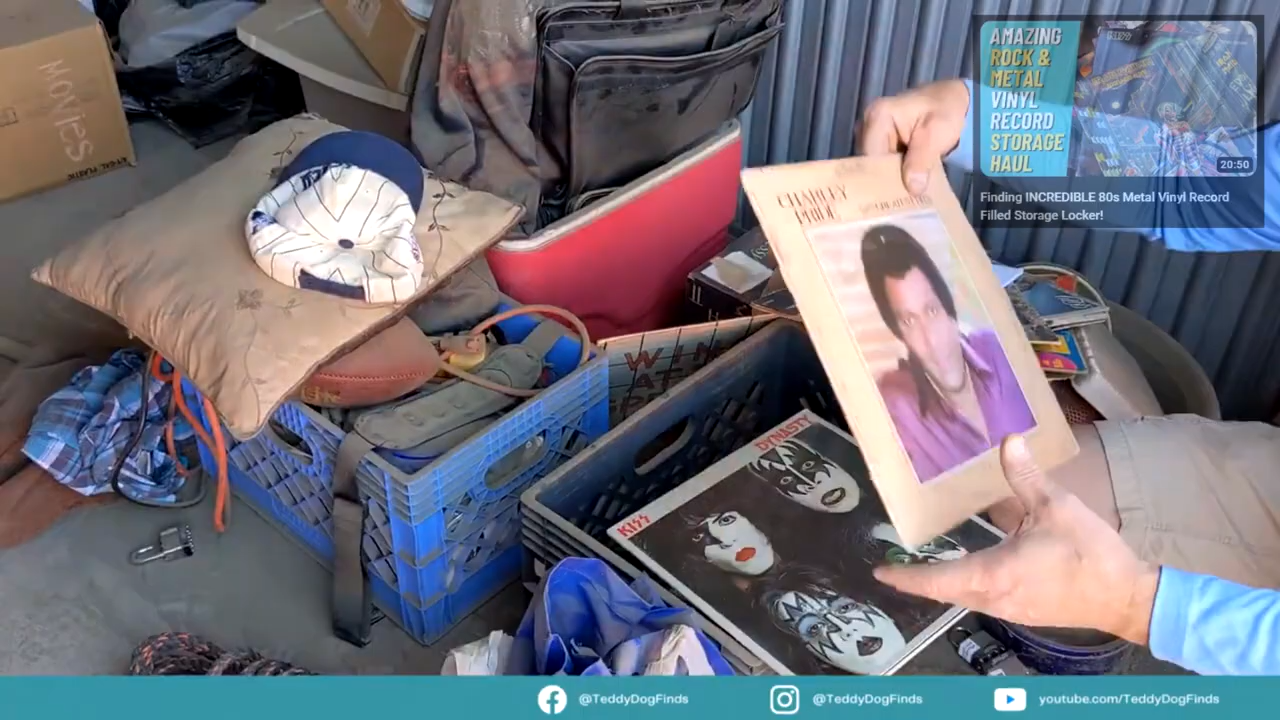 MOVIES
AMAZING
ROCK &
METAL
VINYL
RECORD
STORAGE
HAUL
20:50
Finding INCREDIBLE 80s Metal Vinyl Record
Filled Storage Locker!
CHARLEY
PRIDE
DYNASTY
KISS
@TeddyDogFinds
@TeddyDogFinds
youtube.com/TeddyDogFinds